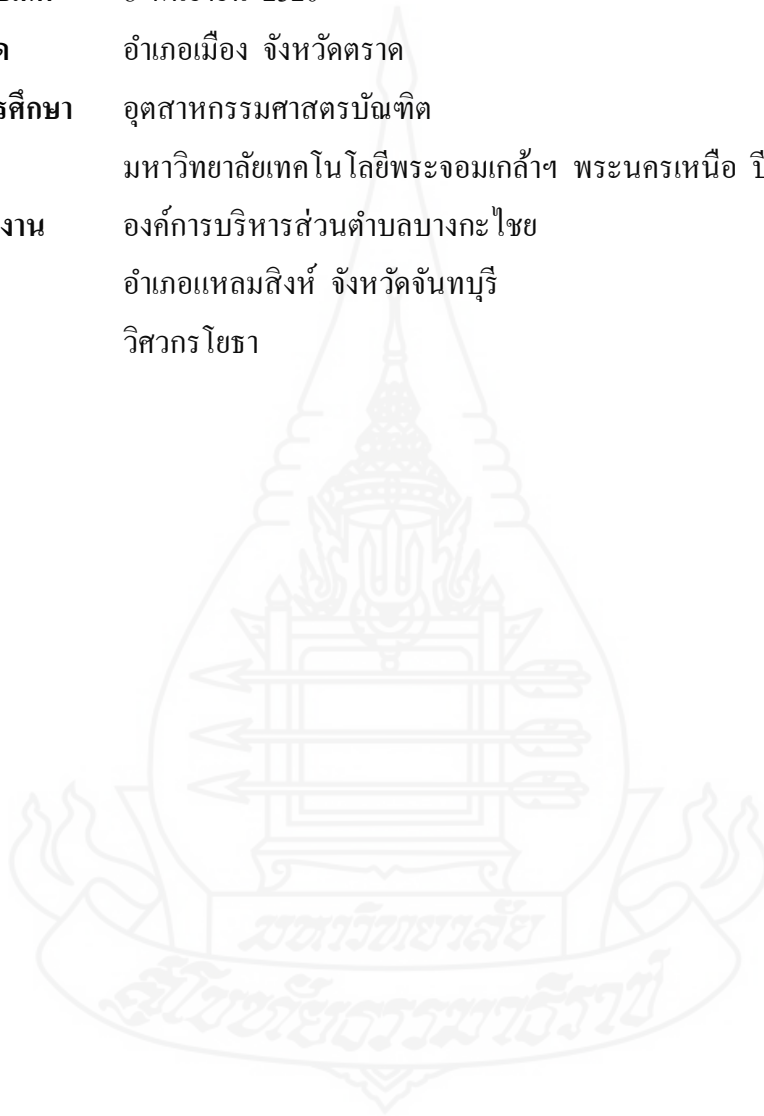 อำเภอเมือง จังหวัดตราด
รศึกษา อุตสาหกรรมศาสตรบัณฑิต
มหาวิทยาลัยเทคโนโลยีพระจอมเกล้าฯ พระนครเหนือ ปี
งาน องค์การบริหารส่วนตำบลบางกะไชย
อำเภอแหลมสิงห์ จังหวัดจันทบุรี
วิศวกรโยธา
มหาวิทยาลัย
สุโขทัยธรรมาธิราช